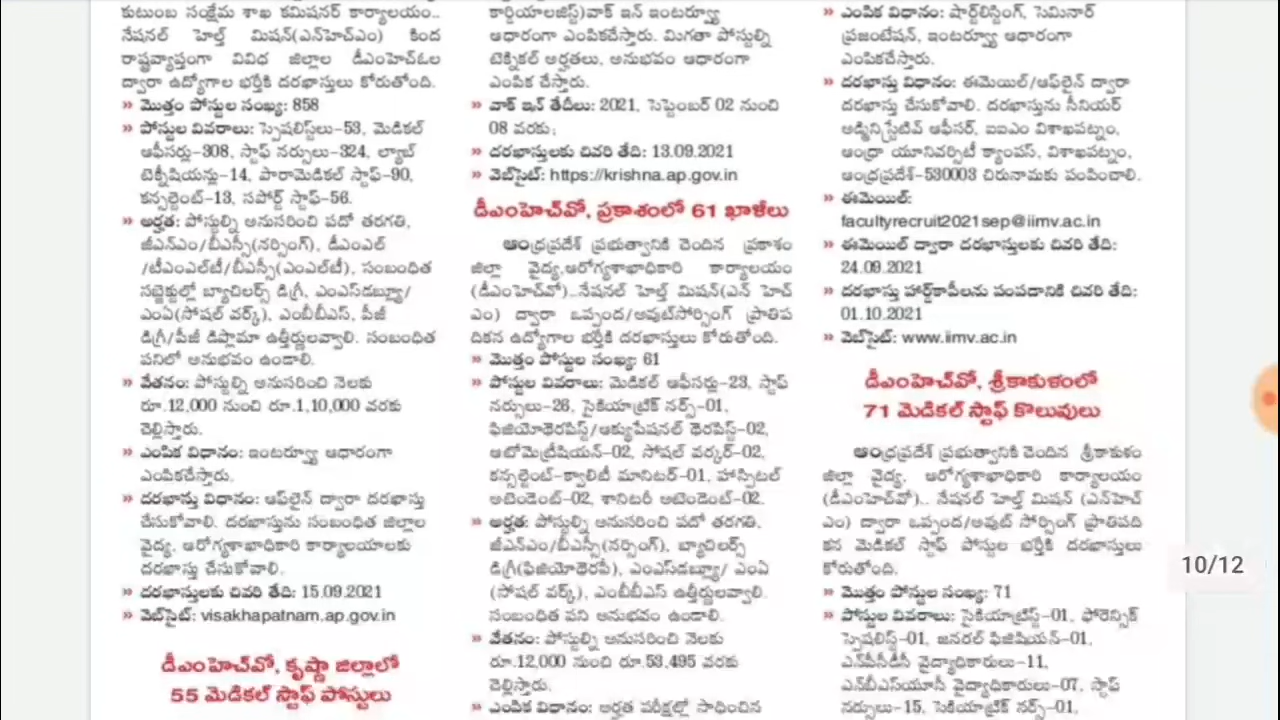 కుటుంబ సంక్షేమ శాఖ కమిషనర్ కార్యాలయం..
నేషనల్ హెల్త్ మిషన్(ఎన్‌హెచ్ఎం) కింద
రాష్ట్రవ్యాప్తంగా వివిధ జిల్లాల డీఎంహెచ్ఓల
ద్వారా ఉద్యోగాల భర్తీకి దరఖాస్తులు కోరుతోంది.
» మొత్తం పోస్టుల సంఖ్య: 858
» పోస్టుల వివరాలు: స్పెషలిస్టులు-53, మెడికల్
ఆఫీసర్లు-308, స్టాఫ్ నర్సులు-324, ల్యాబ్
టెక్నీషియన్లు-14, పారామెడికల్ స్టాఫ్-90,
కన్సల్టెంట్-13, సపోర్ట్ స్టాఫ్-56.
» అర్హత: పోస్టుల్ని అనుసరించి పదో తరగతి,
జీఎన్ఎం/బీఎస్సీ(నర్సింగ్), డీఎంఎల్
/టీఎంఎల్‌టీ/బీఎస్సీ(ఎంఎల్‌టీ), సంబంధిత
సబ్జెక్టుల్లో బ్యాచిలర్స్ డిగ్రీ, ఎంఎస్‌డబ్ల్యూ/
ఎంఏ(సోషల్ వర్క్), ఎంబీబీఎస్, పీజీ
డిగ్రీ/పీజీ డిప్లొమా ఉత్తీర్ణులవ్వాలి. సంబంధిత
పనిలో అనుభవం ఉండాలి.
» వేతనం: పోస్టుల్ని అనుసరించి నెలకు
రూ.12,000 నుంచి రూ.1,10,000 వరకు
చెల్లిస్తారు.
» ఎంపిక విధానం: ఇంటర్వ్యూ ఆధారంగా
ఎంపికచేస్తారు.
» దరఖాస్తు విధానం: ఆఫ్‌లైన్ ద్వారా దరఖాస్తు
చేసుకోవాలి. దరఖాస్తును సంబంధిత జిల్లాల
వైద్య, ఆరోగ్యశాఖాధికారి కార్యాలయాలకు
దరఖాస్తు చేసుకోవాలి.
» దరఖాస్తులకు చివరి తేది: 15.09.2021
» వెబ్‌సైట్: visakhapatnam.ap.gov.in
డీఎంహెచ్‌వో, కృష్ణా జిల్లాలో
55 మెడికల్ స్టాఫ్ పోస్టులు
కార్డియాలజిస్ట్)వాక్ ఇన్ ఇంటర్వ్యూ
ఆధారంగా ఎంపికచేస్తారు. మిగతా పోస్టుల్ని
టెక్నికల్ అర్హతలు, అనుభవం ఆధారంగా
ఎంపిక చేస్తారు.
» వాక్ ఇన్ తేదీలు: 2021, సెప్టెంబర్ 02 నుంచి
08 వరకు;
» దరఖాస్తులకు చివరి తేది: 13.09.2021
» వెబ్‌సైట్: https://krishna.ap.gov.in
డీఎంహెచ్‌వో, ప్రకాశంలో 61 ఖాళీలు
ఆంధ్రప్రదేశ్ ప్రభుత్వానికి చెందిన ప్రకాశం
జిల్లా వైద్య,ఆరోగ్యశాఖాధికారి కార్యాలయం
(డీఎంహెచ్‌వో)..నేషనల్ హెల్త్ మిషన్(ఎన్ హెచ్
ఎం) ద్వారా ఒప్పంద/అవుట్‌సోర్సింగ్ ప్రాతిప
దికన ఉద్యోగాల భర్తీకి దరఖాస్తులు కోరుతోంది.
» మొత్తం పోస్టుల సంఖ్య: 61
» పోస్టుల వివరాలు: మెడికల్ ఆఫీసర్లు-23, స్టాఫ్
నర్సులు-26, సైకియాట్రిక్ నర్స్-01,
ఫిజియోథెరపిస్ట్/ఆక్యుపేషనల్ థెరపిస్ట్-02,
ఆటోమెట్రీషియన్-02, సోషల్ వర్కర్-02,
కన్సల్టెంట్-క్వాలిటీ మానిటర్-01, హాస్పిటల్
అటెండెంట్-02, శానిటరీ అటెండెంట్-02.
» అర్హత: పోస్టుల్ని అనుసరించి పదో తరగతి,
జీఎన్ఎం/బీఎస్సీ(నర్సింగ్), బ్యాచిలర్స్
డిగ్రీ(ఫిజియోథెరపీ), ఎంఎస్‌డబ్ల్యూ/ ఎంఏ
(సోషల్ వర్క్), ఎంబీబీఎస్ ఉత్తీర్ణులవ్వాలి.
సంబంధిత పని అనుభవం ఉండాలి.
» వేతనం: పోస్టుల్ని అనుసరించి నెలకు
రూ.12,000 నుంచి రూ.53,495 వరకు
చెల్లిస్తారు.
» ఎంపిక విధానం: అర్హత పరీక్షల్లో సాధించిన
» ఎంపిక విధానం: షార్ట్‌లిస్టింగ్, సెమినార్
ప్రజంటేషన్, ఇంటర్వ్యూ ఆధారంగా
ఎంపికచేస్తారు.
» దరఖాస్తు విధానం: ఈమెయిల్/ఆఫ్‌లైన్ ద్వారా
దరఖాస్తు చేసుకోవాలి. దరఖాస్తును సీనియర్
అడ్మినిస్ట్రేటివ్ ఆఫీసర్, ఐఐఎం విశాఖపట్నం,
ఆంధ్రా యూనివర్సిటీ క్యాంపస్, విశాఖపట్నం,
ఆంధ్రప్రదేశ్-530003 చిరునామకు పంపించాలి.
» ఈమెయిల్:
facultyrecruit2021sep@iimv.ac.in
» ఈమెయిల్ ద్వారా దరఖాస్తులకు చివరి తేది:
24.09.2021
» దరఖాస్తు హార్డ్‌కాపీలను పంపడానికి చివరి తేది:
01.10.2021
» వెబ్‌సైట్: www.iimv.ac.in
డీఎంహెచ్‌వో, శ్రీకాకుళంలో
71 మెడికల్ స్టాఫ్ కొలువులు
ఆంధ్రప్రదేశ్ ప్రభుత్వానికి చెందిన శ్రీకాకుళం
జిల్లా వైద్య, ఆరోగ్యశాఖాధికారి కార్యాలయం
(డీఎంహెచ్‌వో).. నేషనల్ హెల్త్ మిషన్ (ఎన్‌హెచ్
ఎం) ద్వారా ఒప్పంద/అవుట్ సోర్సింగ్ ప్రాతిపది
కన మెడికల్ స్టాఫ్ పోస్టుల భర్తీకి దరఖాస్తులు
కోరుతోంది.
» మొత్తం పోస్టుల సంఖ్య: 71
» పోస్టుల వివరాలు: సైకియాట్రిస్ట్-01, ఫోరెన్సిక్
స్పెషలిస్ట్-01, జనరల్ ఫిజిషియన్-01,
ఎన్‌పీసీడీసీ వైద్యాధికారులు-11,
ఎన్‌బీఎస్‌యూసీ వైద్యాధికారులు-07, స్టాఫ్
నర్సులు-15, సెకియాట్రిక్ నర్స్-01,
10/12